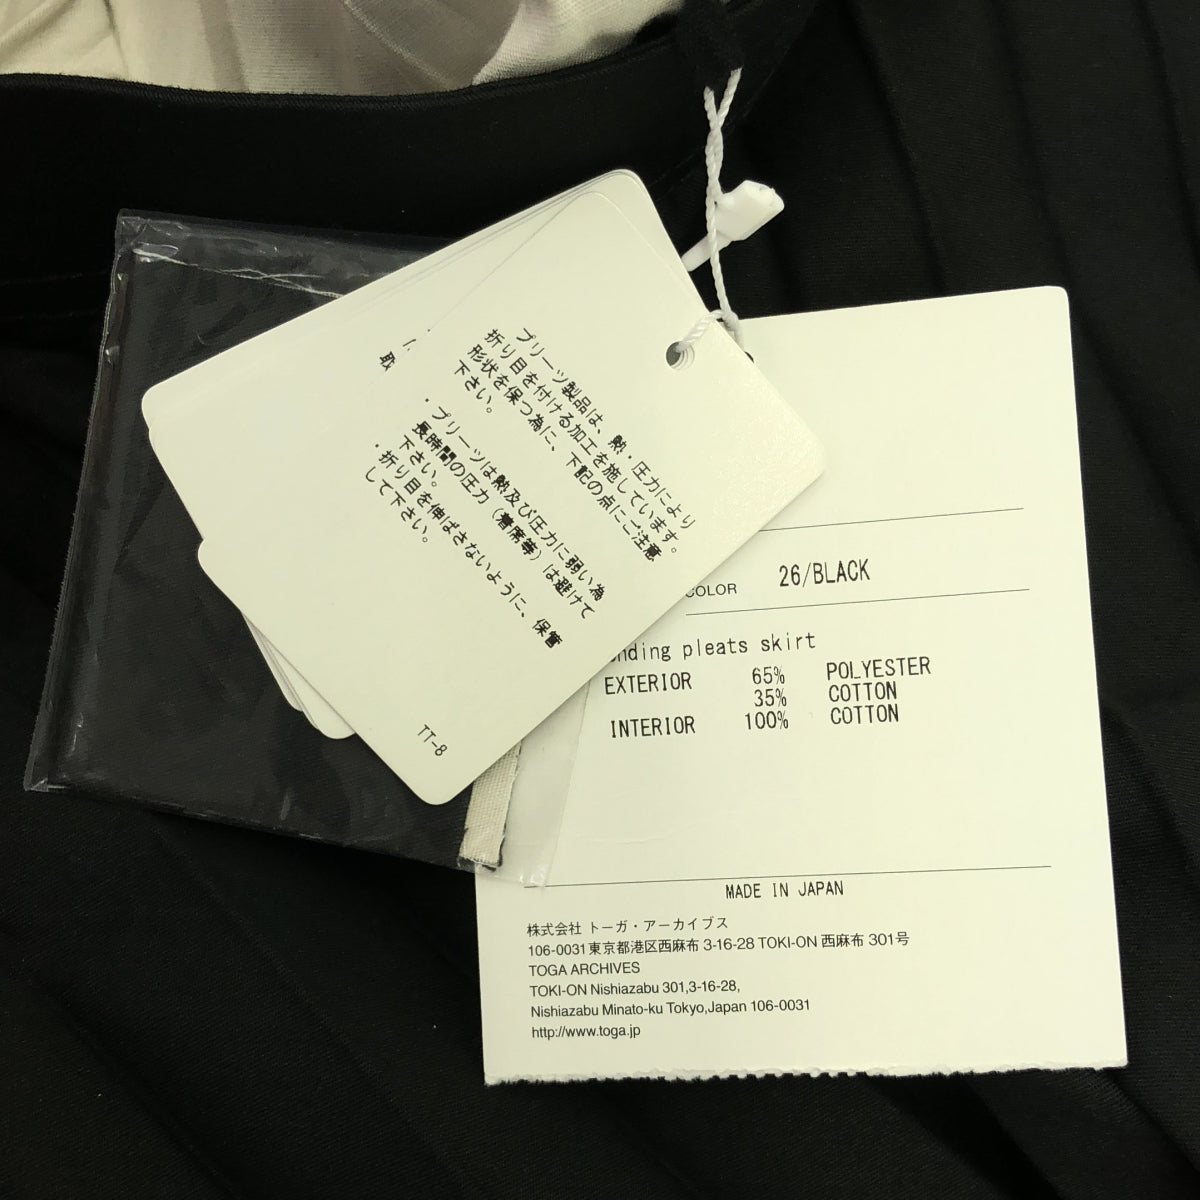 プリーツ製品は、熱・圧力により
折り目を付ける加工を施しています。
形状を保つ為に、下記の点にご注意
下さい。
・プリーツは熱及び圧力に弱い為
長時間の圧力（着席等）は避けて
下さい。
・折り目を伸ばさないように、保管
して下さい。
TT-8
取
COLOR 26/BLACK
pleats skirt
EXTERIOR 65% POLYESTER
35% COTTON
INTERIOR 100% COTTON
MADE IN JAPAN
株式会社 トーガ・アーカイブス
106-0031東京都港区西麻布 3-16-28 TOKI-ON 西麻布 301号
TOGA ARCHIVES
TOKI-ON Nishiazabu 301,3-16-28,
Nishiazabu Minato-ku Tokyo,Japan 106-0031
http://www.toga.jp